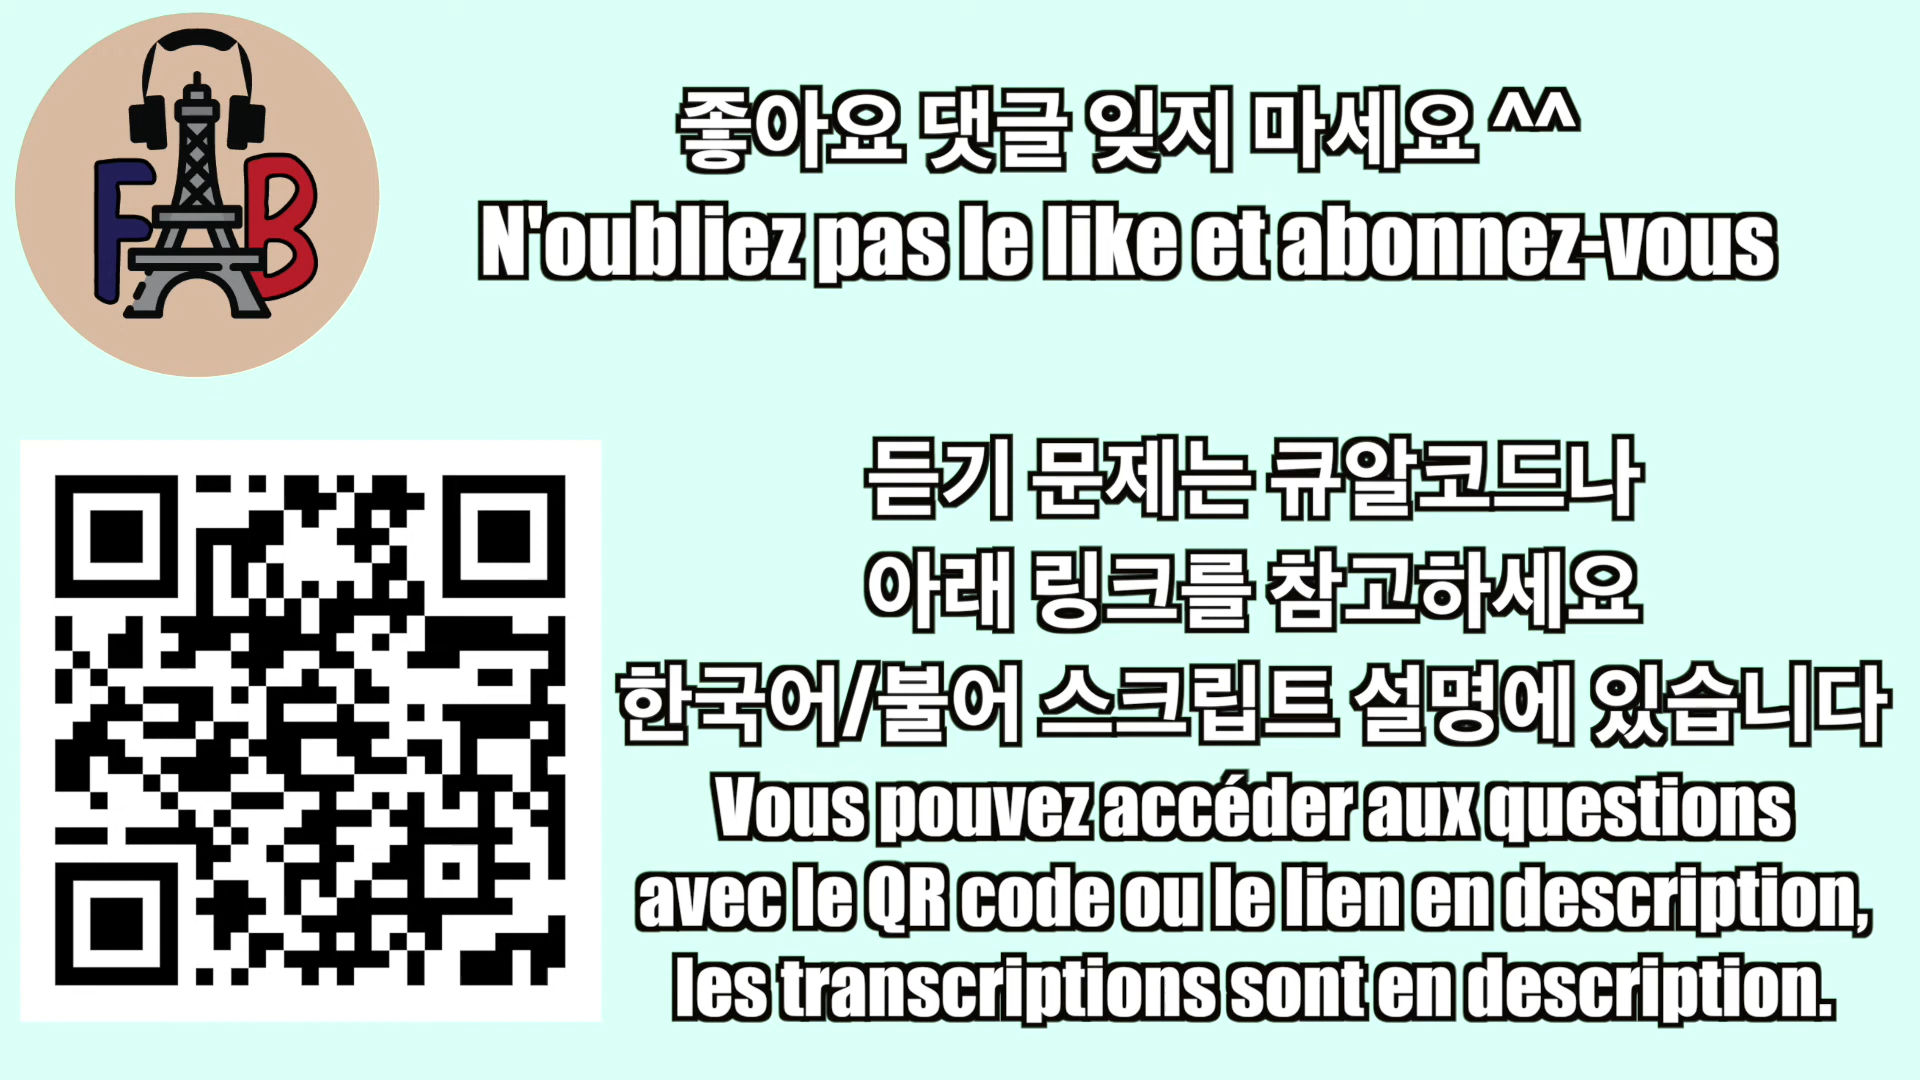 F B
좋아요 댓글 잊지 마세요 ^^
N'oubliez pas le like et abonnez-vous
듣기 문제는 큐알코드나
아래 링크를 참고하세요
한국어/불어 스크립트 설명에 있습니다
Vous pouvez accéder aux questions
avec le QR code ou le lien en description,
les transcriptions sont en description.